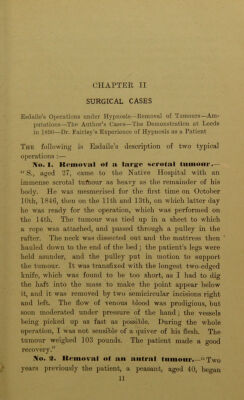 CHAPTER II
SURGICAL CASES
Esdaile's Operations under Hypnosis—Removal of Tumours—Am-
putations—The Author's Cases—The Demonstration at Leeds
in 1890—Dr. Fairley's Experience of Hypnosis as a Patient
THE following is Esdaile's description of two typical
operations :—
No. 1. Removal of a large scrotal tumour.—
"S., aged 27, came to the Native Hospital with an
immense scrotal tumour as heavy as the remainder of his
body. He was mesmerised for the first time on October
10th, 1846, then on the 11th and 13th, on which latter day
he was ready for the operation, which was performed on
the 14th. The tumour was tied up in a sheet to which
a rope was attached, and passed through a pulley in the
rafter. The neck was dissected out and the mattress then
hauled down to the end of the bed; the patient's legs were
held asunder, and the pulley put in motion to support
the tumour. It was transfixed with the longest two-edged
knife, which was found to be too short, as I had to dig
the haft into the mass to make the point appear below
it, and it was removed by two semicircular incisions right
and left. The flow of venous blood was prodigious, but
soon moderated under pressure of the hand; the vessels
being picked up as fast as possible. During the whole
operation, I was not sensible of a quiver of his flesh. The
tumour weighed 103 pounds. The patient made a good
recovery."
No. 2. Removal of an antral tumour.—"Two
years previously the patient, a peasant, aged 40, began
11